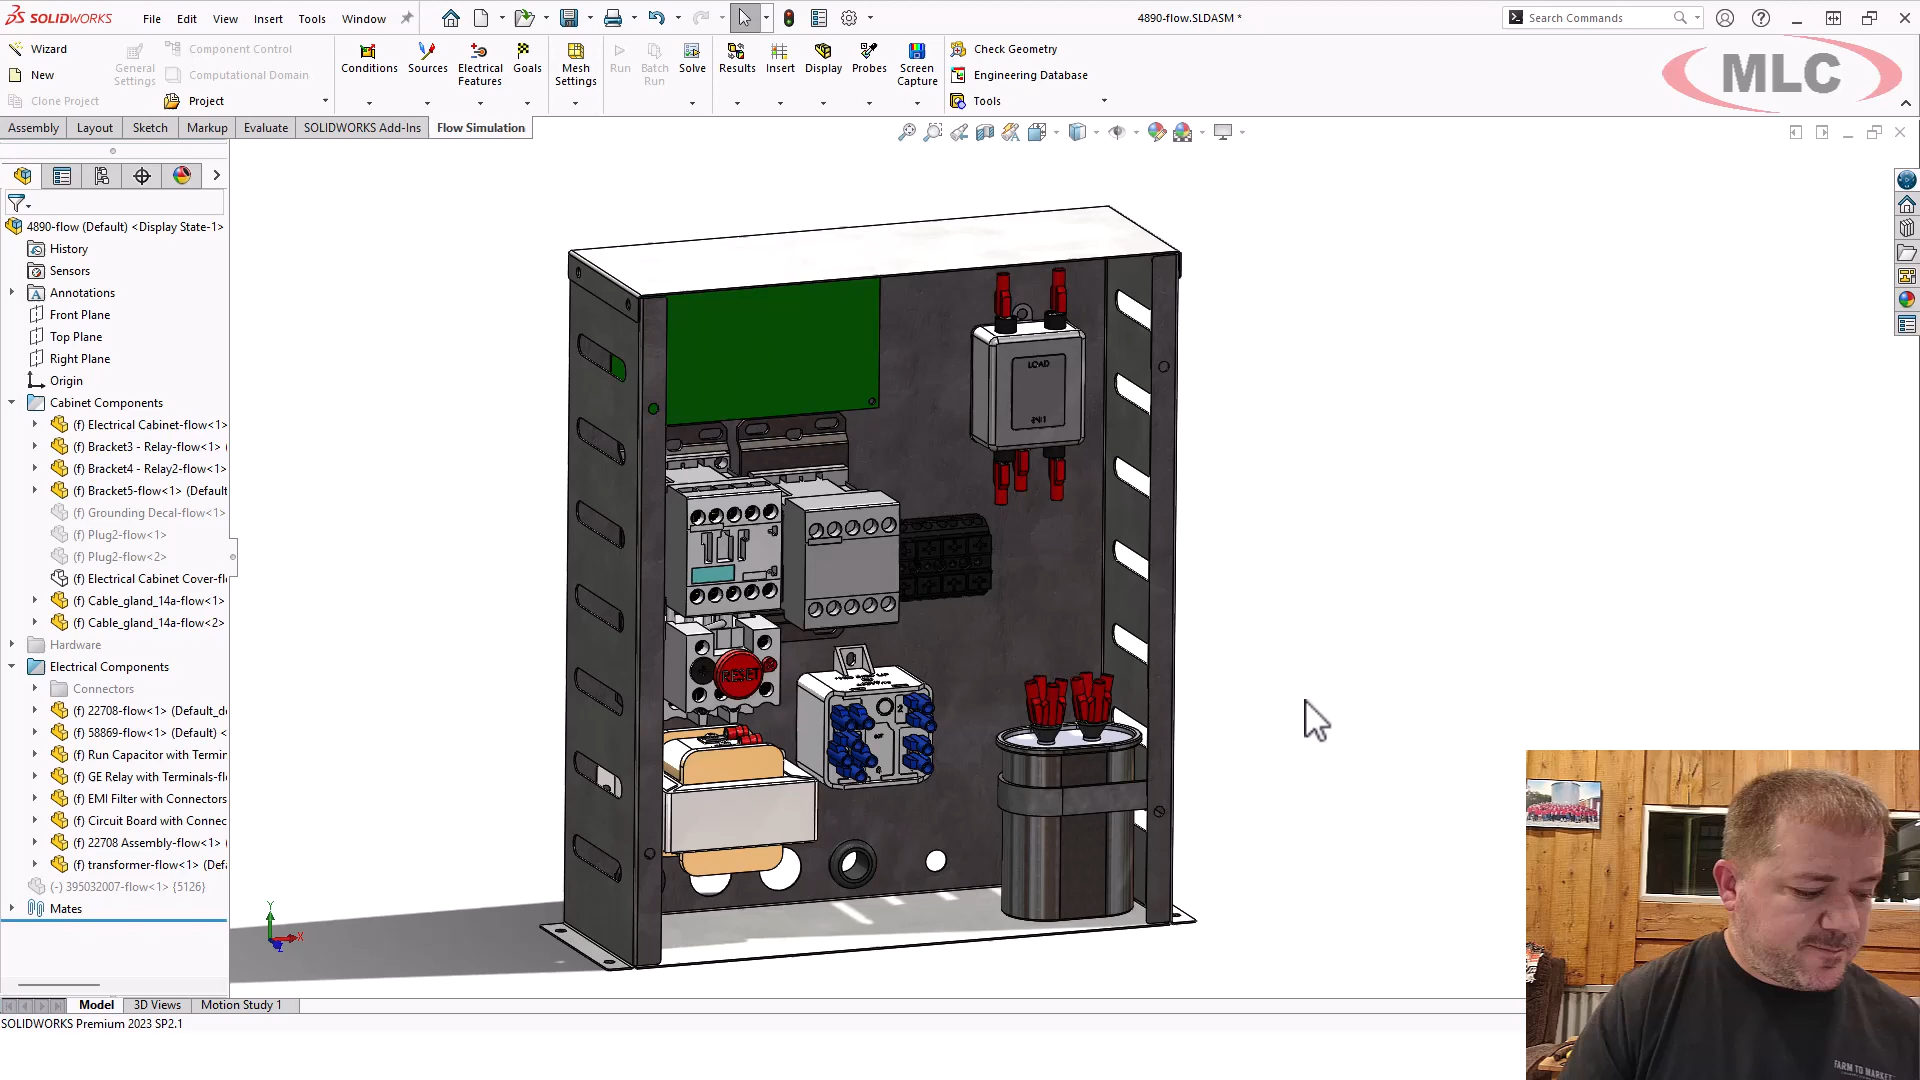 SOLIDWORKS
File
Edit
View
Insert
Tools
Window
4890-flow.SLDASM *
Search Commands
Wizard
New
Clone Project
General Settings
Component Control
Computational Domain
Project
Conditions
Sources
Electrical Features
Goals
Mesh Settings
Run
Batch Run
Solve
Results
Insert
Display
Probes
Screen Capture
Check Geometry
Engineering Database
Tools
MLC
Assembly
Layout
Sketch
Markup
Evaluate
SOLIDWORKS Add-Ins
Flow Simulation
4890-flow (Default) <Display State-1>
History
Sensors
Annotations
Front Plane
Top Plane
Right Plane
Origin
Cabinet Components
(f) Electrical Cabinet-flow<1>
(f) Bracket3 - Relay-flow<1> (
(f) Bracket4 - Relay2-flow<1>
(f) Bracket5-flow<1> (Default
(f) Grounding Decal-flow<1>
(f) Plug2-flow<1>
(f) Plug2-flow<2>
(f) Electrical Cabinet Cover-fl
(f) Cable_gland_14a-flow<1>
(f) Cable_gland_14a-flow<2>
Hardware
Electrical Components
Connectors
(f) 22708-flow<1> (Default_d
(f) 58869-flow<1> (Default) <
(f) Run Capacitor with Termin
(f) GE Relay with Terminals-fl
(f) EMI Filter with Connectors
(f) Circuit Board with Connec
(f) 22708 Assembly-flow<1>
(f) transformer-flow<1> (Defa
(-) 395032007-flow<1> {5126}
Mates
LOAD
LINE
RESET
2
Y
X
Model
3D Views
Motion Study 1
SOLIDWORKS Premium 2023 SP2.1
FARM TO MARKET